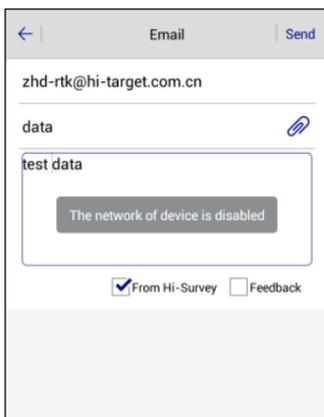 Email
Send
zhd-rtk@hi-target.com.cn
data
test data
The network of device is disabled
From Hi-Survey
Feedback